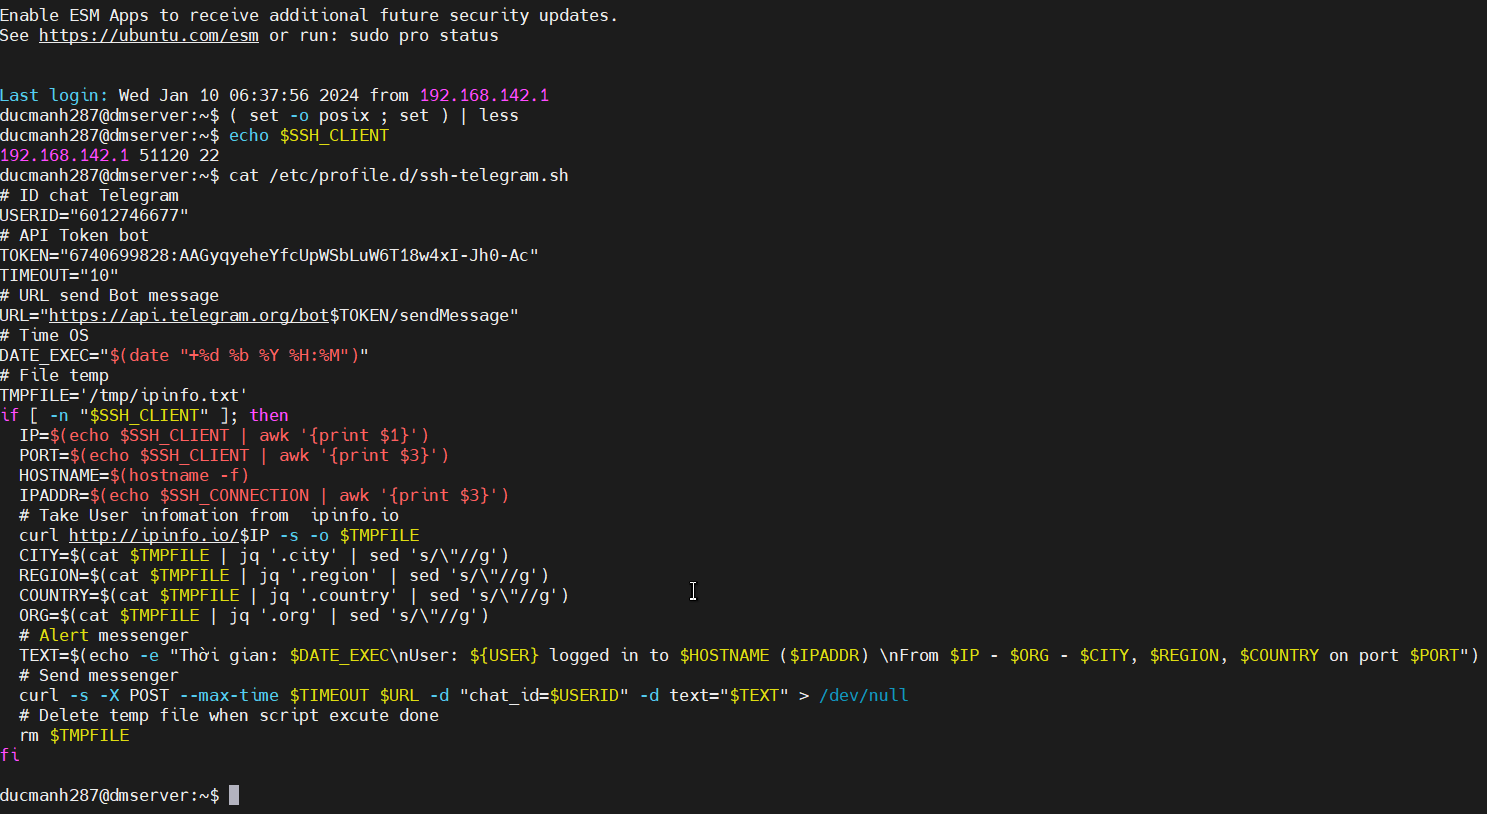 Enable ESM Apps to receive additional future security updates.
See https://ubuntu.com/esm or run: sudo pro status
Last login: Wed Jan 10 06:37:56 2024 from 192.168.142.1
ducmanh287@dmserver:~$ ( set -o posix ; set ) | less
ducmanh287@dmserver:~$ echo $SSH_CLIENT
192.168.142.1 51120 22
ducmanh287@dmserver:~$ cat /etc/profile.d/ssh-telegram.sh
# ID chat Telegram
USERID="6012746677"
# API Token bot
TOKEN="6740699828:AAGyqyeheYfcUpWSbLuW6T18w4xI-Jh0-Ac"
TIMEOUT="10"
# URL send Bot message
URL="https://api.telegram.org/bot$TOKEN/sendMessage"
# Time OS
DATE_EXEC="$(date "+%d %b %Y %H:%M")"
# File temp
TMPFILE='/tmp/ipinfo.txt'
if [ -n "$SSH_CLIENT" ]; then
  IP=$(echo $SSH_CLIENT | awk '{print $1}')
  PORT=$(echo $SSH_CLIENT | awk '{print $3}')
  HOSTNAME=$(hostname -f)
  IPADDR=$(echo $SSH_CONNECTION | awk '{print $3}')
  # Take User infomation from  ipinfo.io
  curl http://ipinfo.io/$IP -s -o $TMPFILE
  CITY=$(cat $TMPFILE | jq '.city' | sed 's/\"//g')
  REGION=$(cat $TMPFILE | jq '.region' | sed 's/\"//g')
  COUNTRY=$(cat $TMPFILE | jq '.country' | sed 's/\"//g')
  ORG=$(cat $TMPFILE | jq '.org' | sed 's/\"//g')
  # Alert messenger
  TEXT=$(echo -e "Thời gian: $DATE_EXEC\nUser: ${USER} logged in to $HOSTNAME ($IPADDR) \nFrom $IP - $ORG - $CITY, $REGION, $COUNTRY on port $PORT")
  # Send messenger
  curl -s -X POST --max-time $TIMEOUT $URL -d "chat_id=$USERID" -d text="$TEXT" > /dev/null
  # Delete temp file when script excute done
  rm $TMPFILE
fi
ducmanh287@dmserver:~$